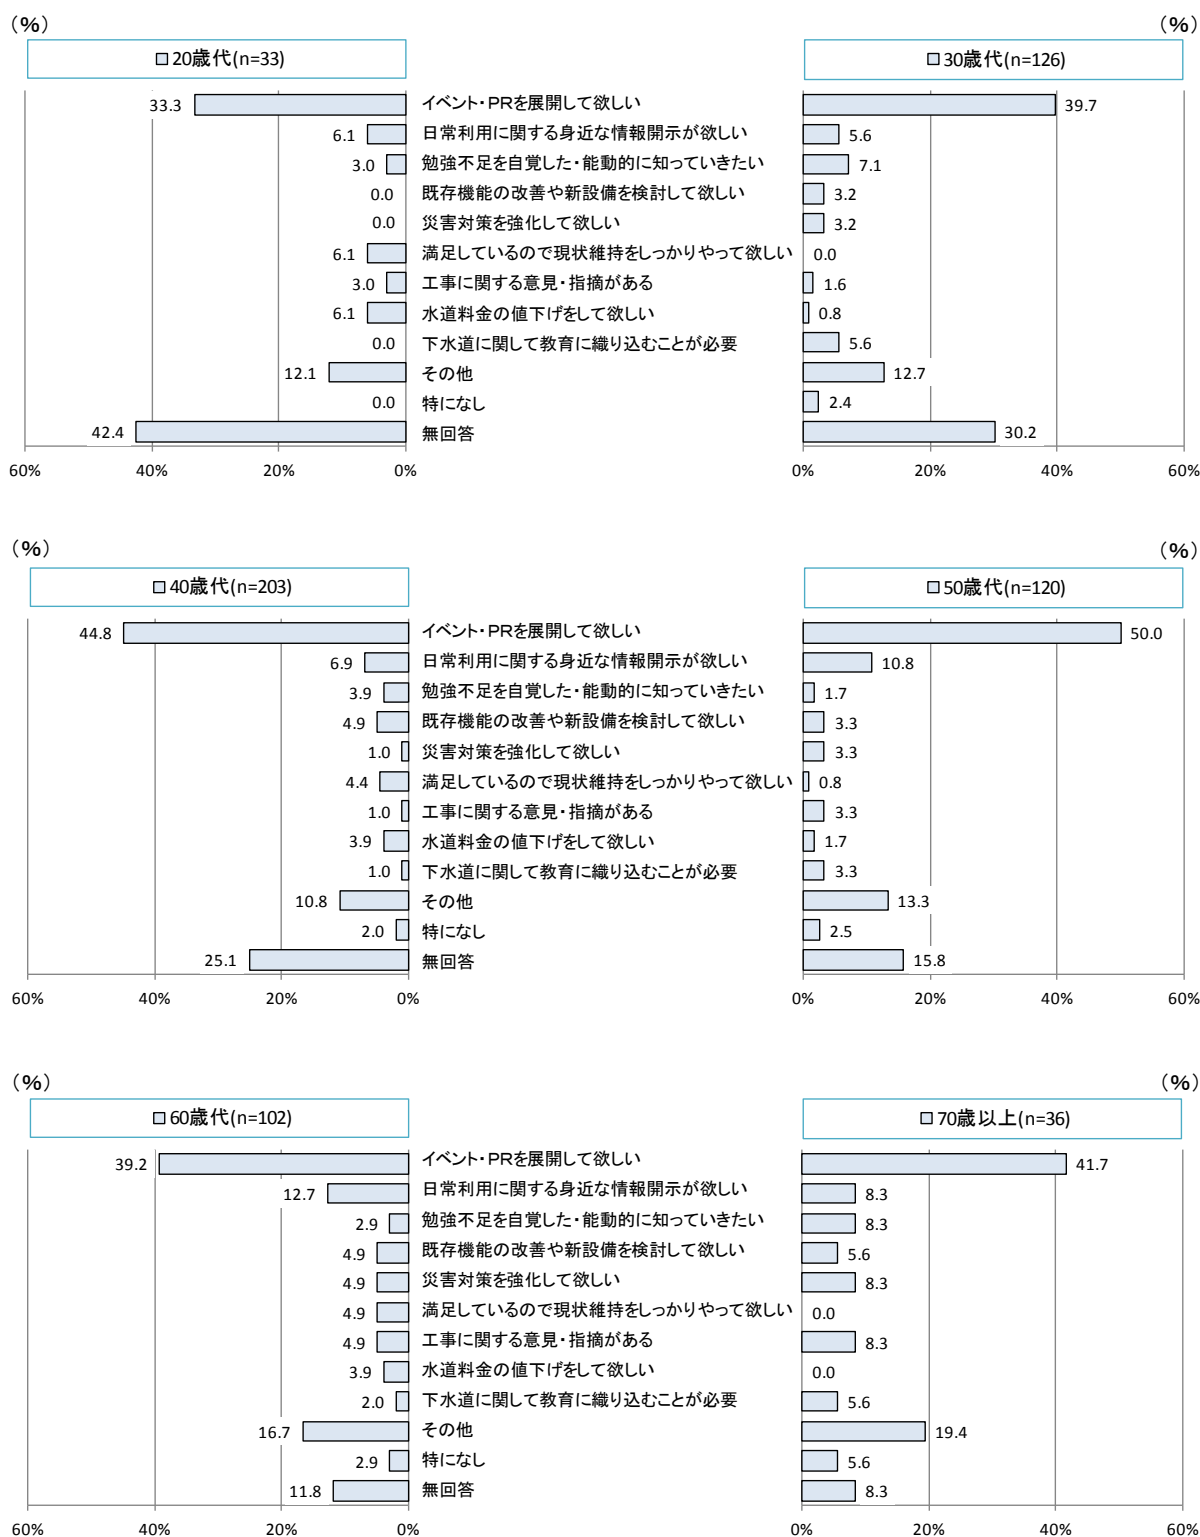 (%)
(%)
20歳代(n=33)
30歳代(n=126)
33.3 イベント・PRを展開して欲しい 39.7
6.1 日常利用に関する身近な情報開示が欲しい 5.6
3.0 勉強不足を自覚した・能動的に知っていきたい 7.1
0.0 既存機能の改善や新設備を検討して欲しい 3.2
0.0 災害対策を強化して欲しい 3.2
6.1 満足しているので現状維持をしっかりやって欲しい 0.0
3.0 工事に関する意見・指摘がある 1.6
6.1 水道料金の値下げをして欲しい 0.8
0.0 下水道に関して教育に織り込むことが必要 5.6
12.1 その他 12.7
0.0 特になし 2.4
42.4 無回答 30.2
60% 40% 20% 0% 0% 20% 40% 60%
(%)
(%)
40歳代(n=203)
50歳代(n=120)
44.8 イベント・PRを展開して欲しい 50.0
6.9 日常利用に関する身近な情報開示が欲しい 10.8
3.9 勉強不足を自覚した・能動的に知っていきたい 1.7
4.9 既存機能の改善や新設備を検討して欲しい 3.3
1.0 災害対策を強化して欲しい 3.3
4.4 満足しているので現状維持をしっかりやって欲しい 0.8
1.0 工事に関する意見・指摘がある 3.3
3.9 水道料金の値下げをして欲しい 1.7
1.0 下水道に関して教育に織り込むことが必要 3.3
10.8 その他 13.3
2.0 特になし 2.5
25.1 無回答 15.8
60% 40% 20% 0% 0% 20% 40% 60%
(%)
(%)
60歳代(n=102)
70歳以上(n=36)
39.2 イベント・PRを展開して欲しい 41.7
12.7 日常利用に関する身近な情報開示が欲しい 8.3
2.9 勉強不足を自覚した・能動的に知っていきたい 8.3
4.9 既存機能の改善や新設備を検討して欲しい 5.6
4.9 災害対策を強化して欲しい 8.3
4.9 満足しているので現状維持をしっかりやって欲しい 0.0
4.9 工事に関する意見・指摘がある 8.3
3.9 水道料金の値下げをして欲しい 0.0
2.0 下水道に関して教育に織り込むことが必要 5.6
16.7 その他 19.4
2.9 特になし 5.6
11.8 無回答 8.3
60% 40% 20% 0% 0% 20% 40% 60%